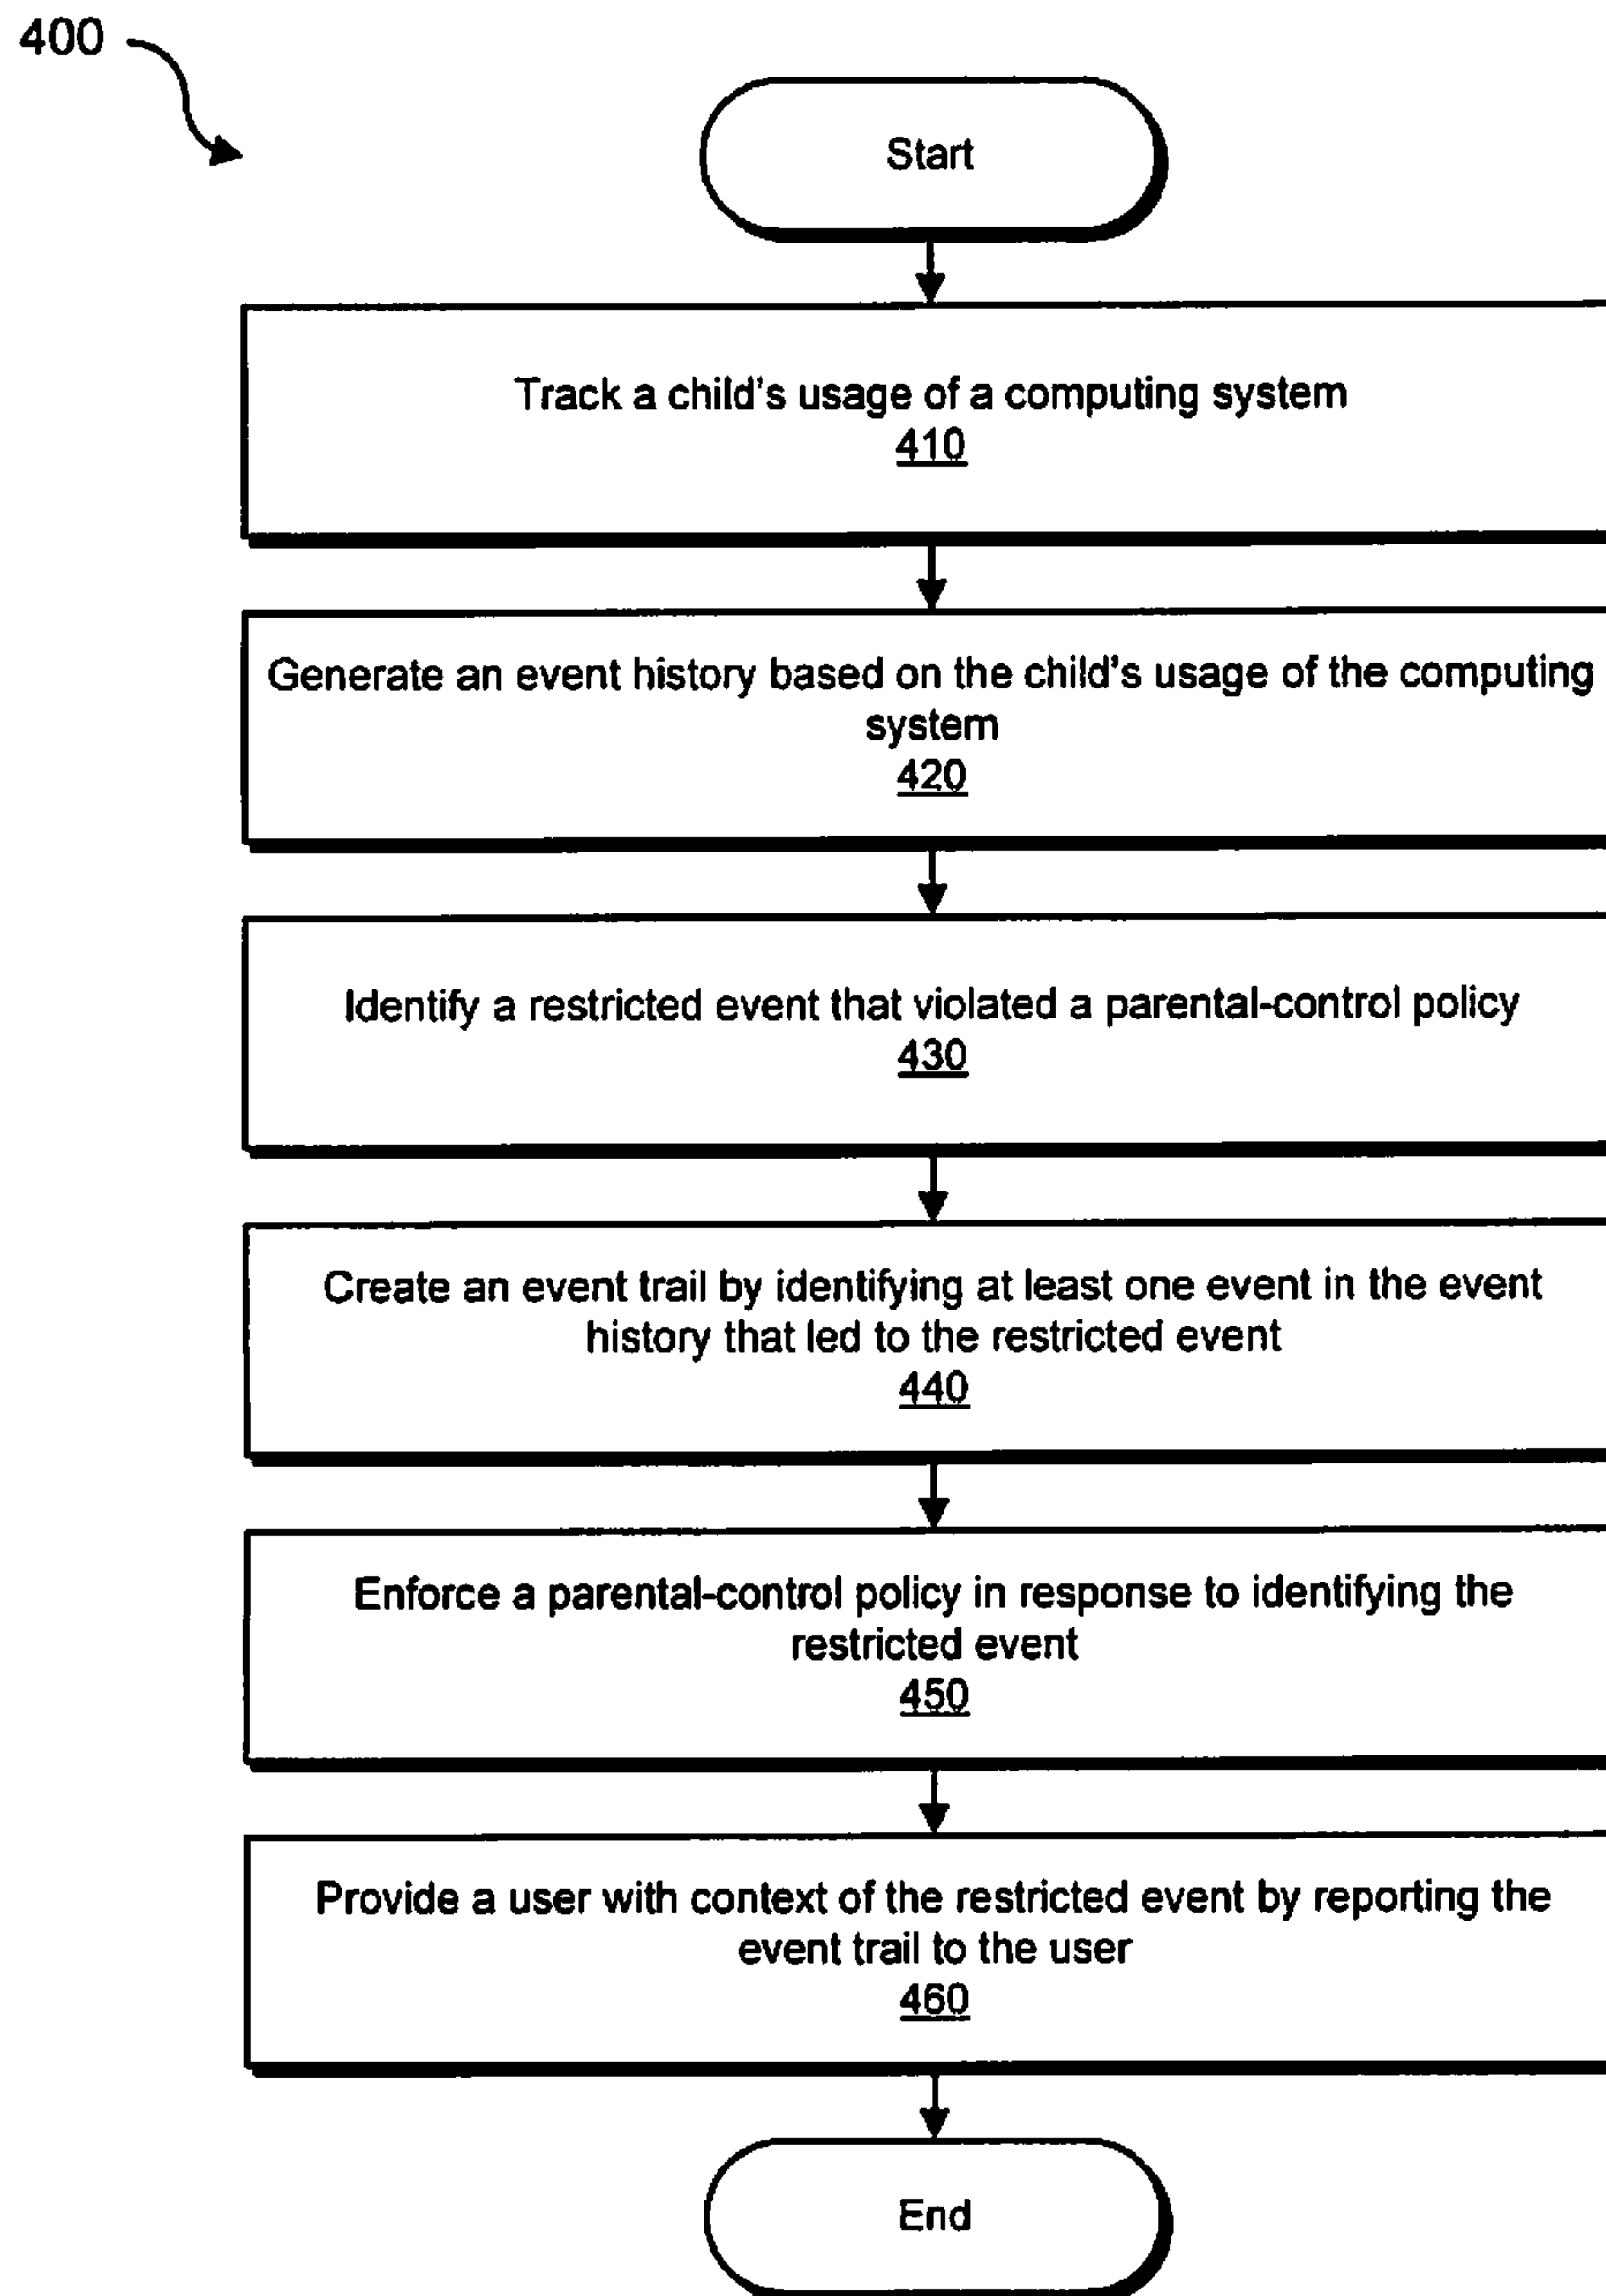 400
Start
Track a child's usage of a computing system
410
Generate an event history based on the child's usage of the computing
system
420
Identify a restricted event that violated a parental-control policy
430
Create an event trail by identifying at least one event in the event
history that led to the restricted event
440
Enforce a parental-control policy in response to identifying the
restricted event
450
Provide a user with context of the restricted event by reporting the
event trail to the user
460
End